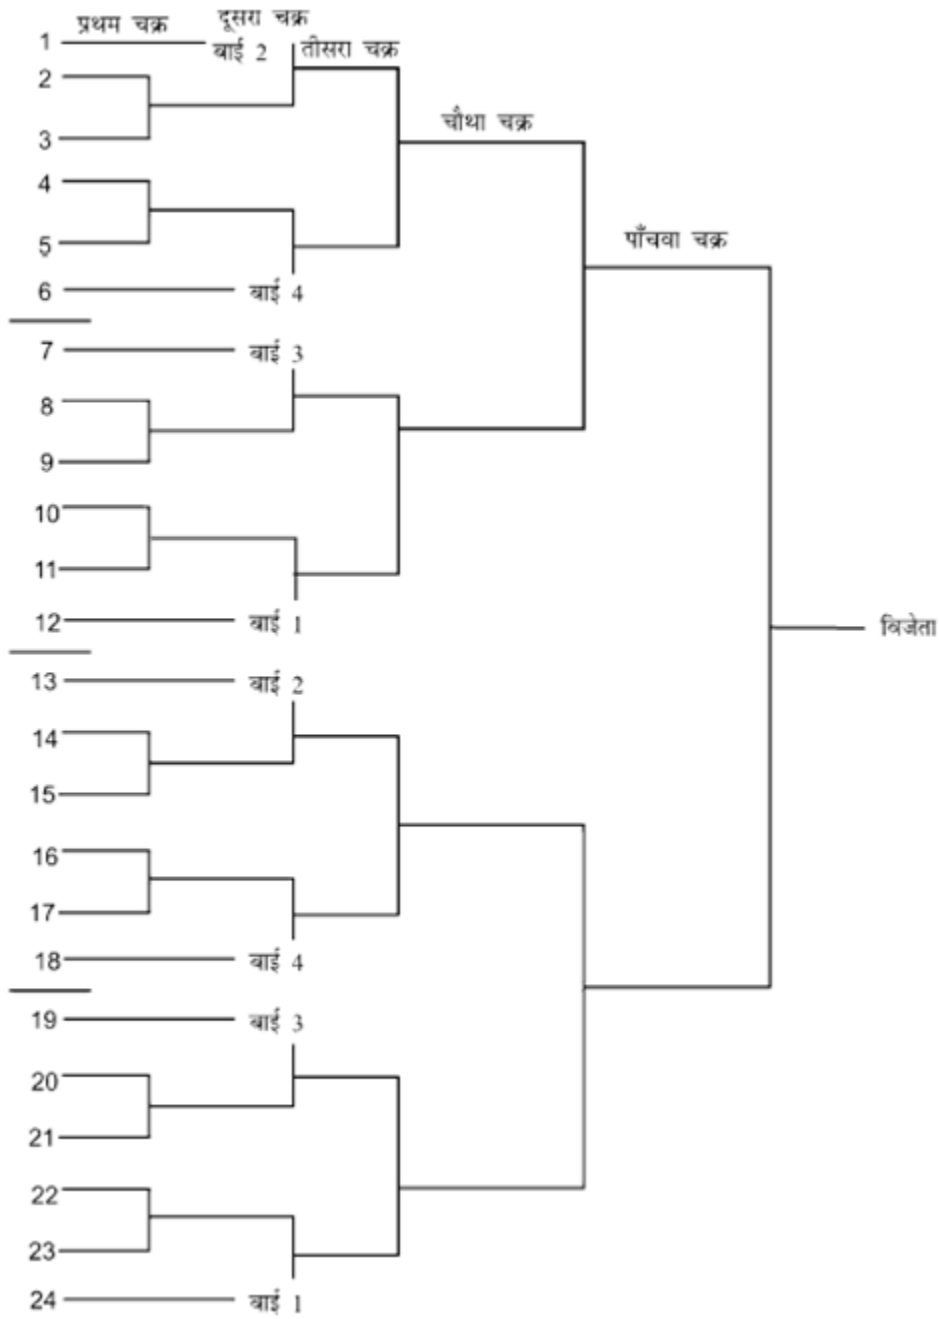 प्रथम चक्र दूसरा चक्र
1 बाई 2 तीसरा चक्र
2
3
चौथा चक्र
4
5
पाँचवा चक्र
6 बाई 4
7 बाई 3
8
9
10
11
12 बाई 1
विजेता
13 बाई 2
14
15
16
17
18 बाई 4
19 बाई 3
20
21
22
23
24 बाई 1